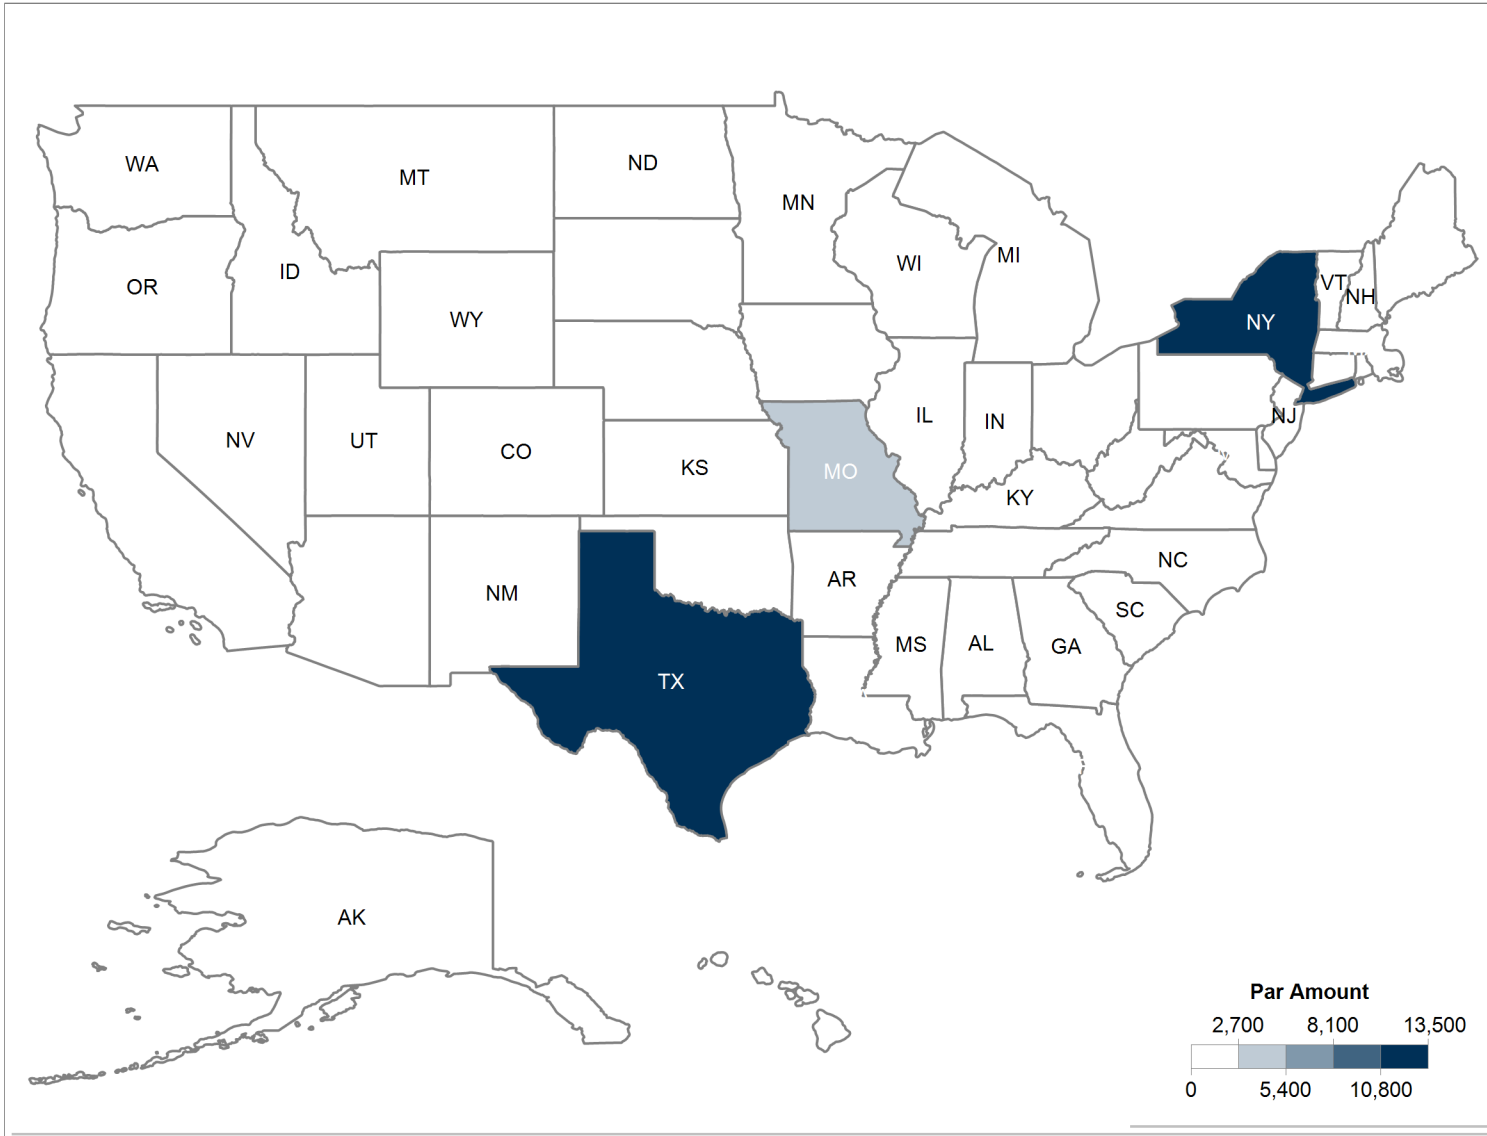 WA
MT
ND
MN
OR
ID
WY
WI
MI
VT
NH
NY
NV
UT
CO
KS
MO
IL
IN
NJ
KY
NM
AR
NC
SC
TX
MS
AL
GA
AK
Par Amount
2,700 8,100 13,500
0 5,400 10,800